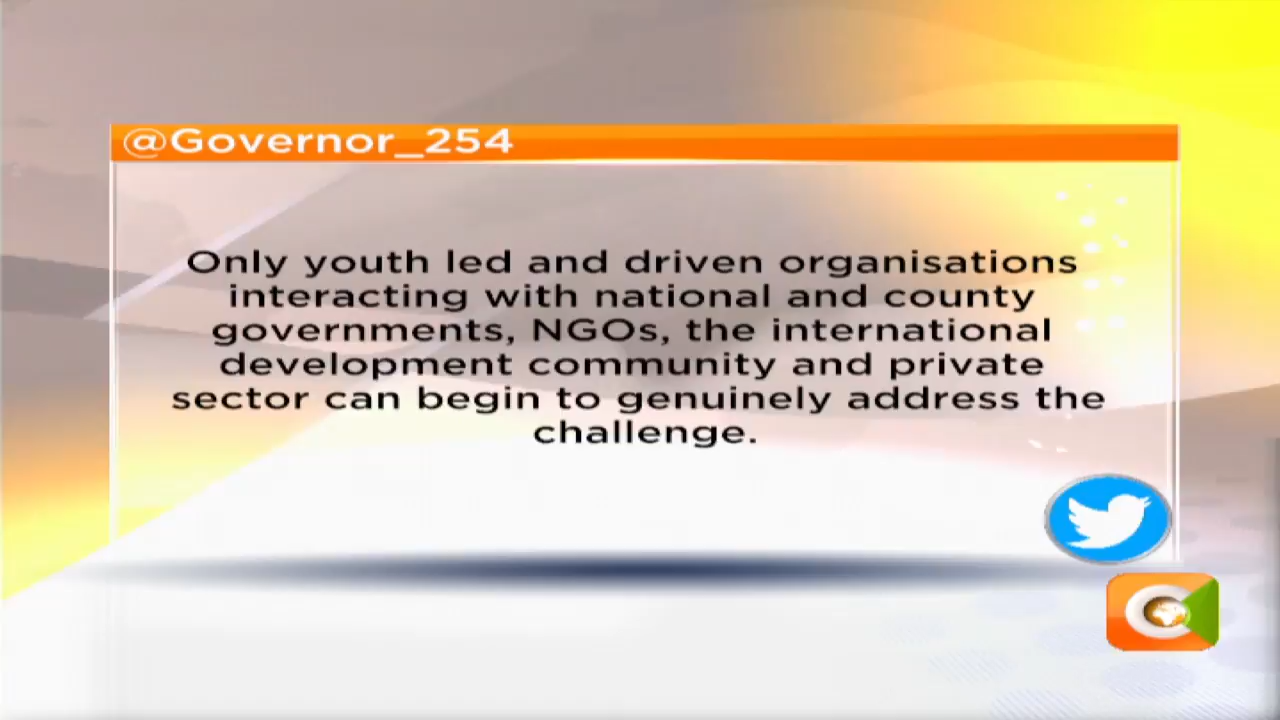 @Governor_254
Only youth led and driven organisations
interacting with national and county
governments, NGOs, the international
development community and private
sector can begin to genuinely address the
challenge.